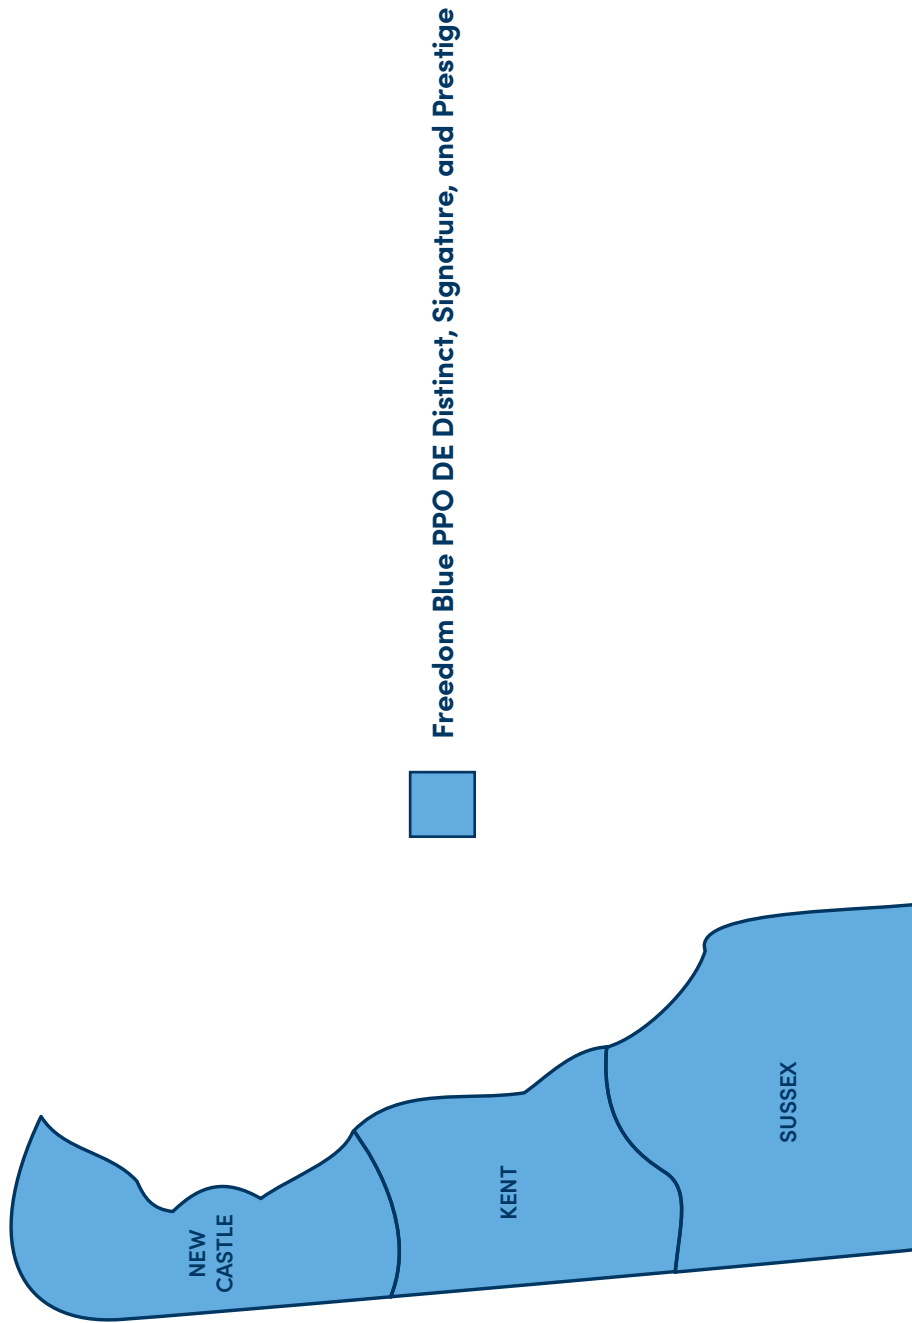 Freedom Blue PPO DE Distinct, Signature, and Prestige
NEW
CASTLE
KENT
SUSSEX